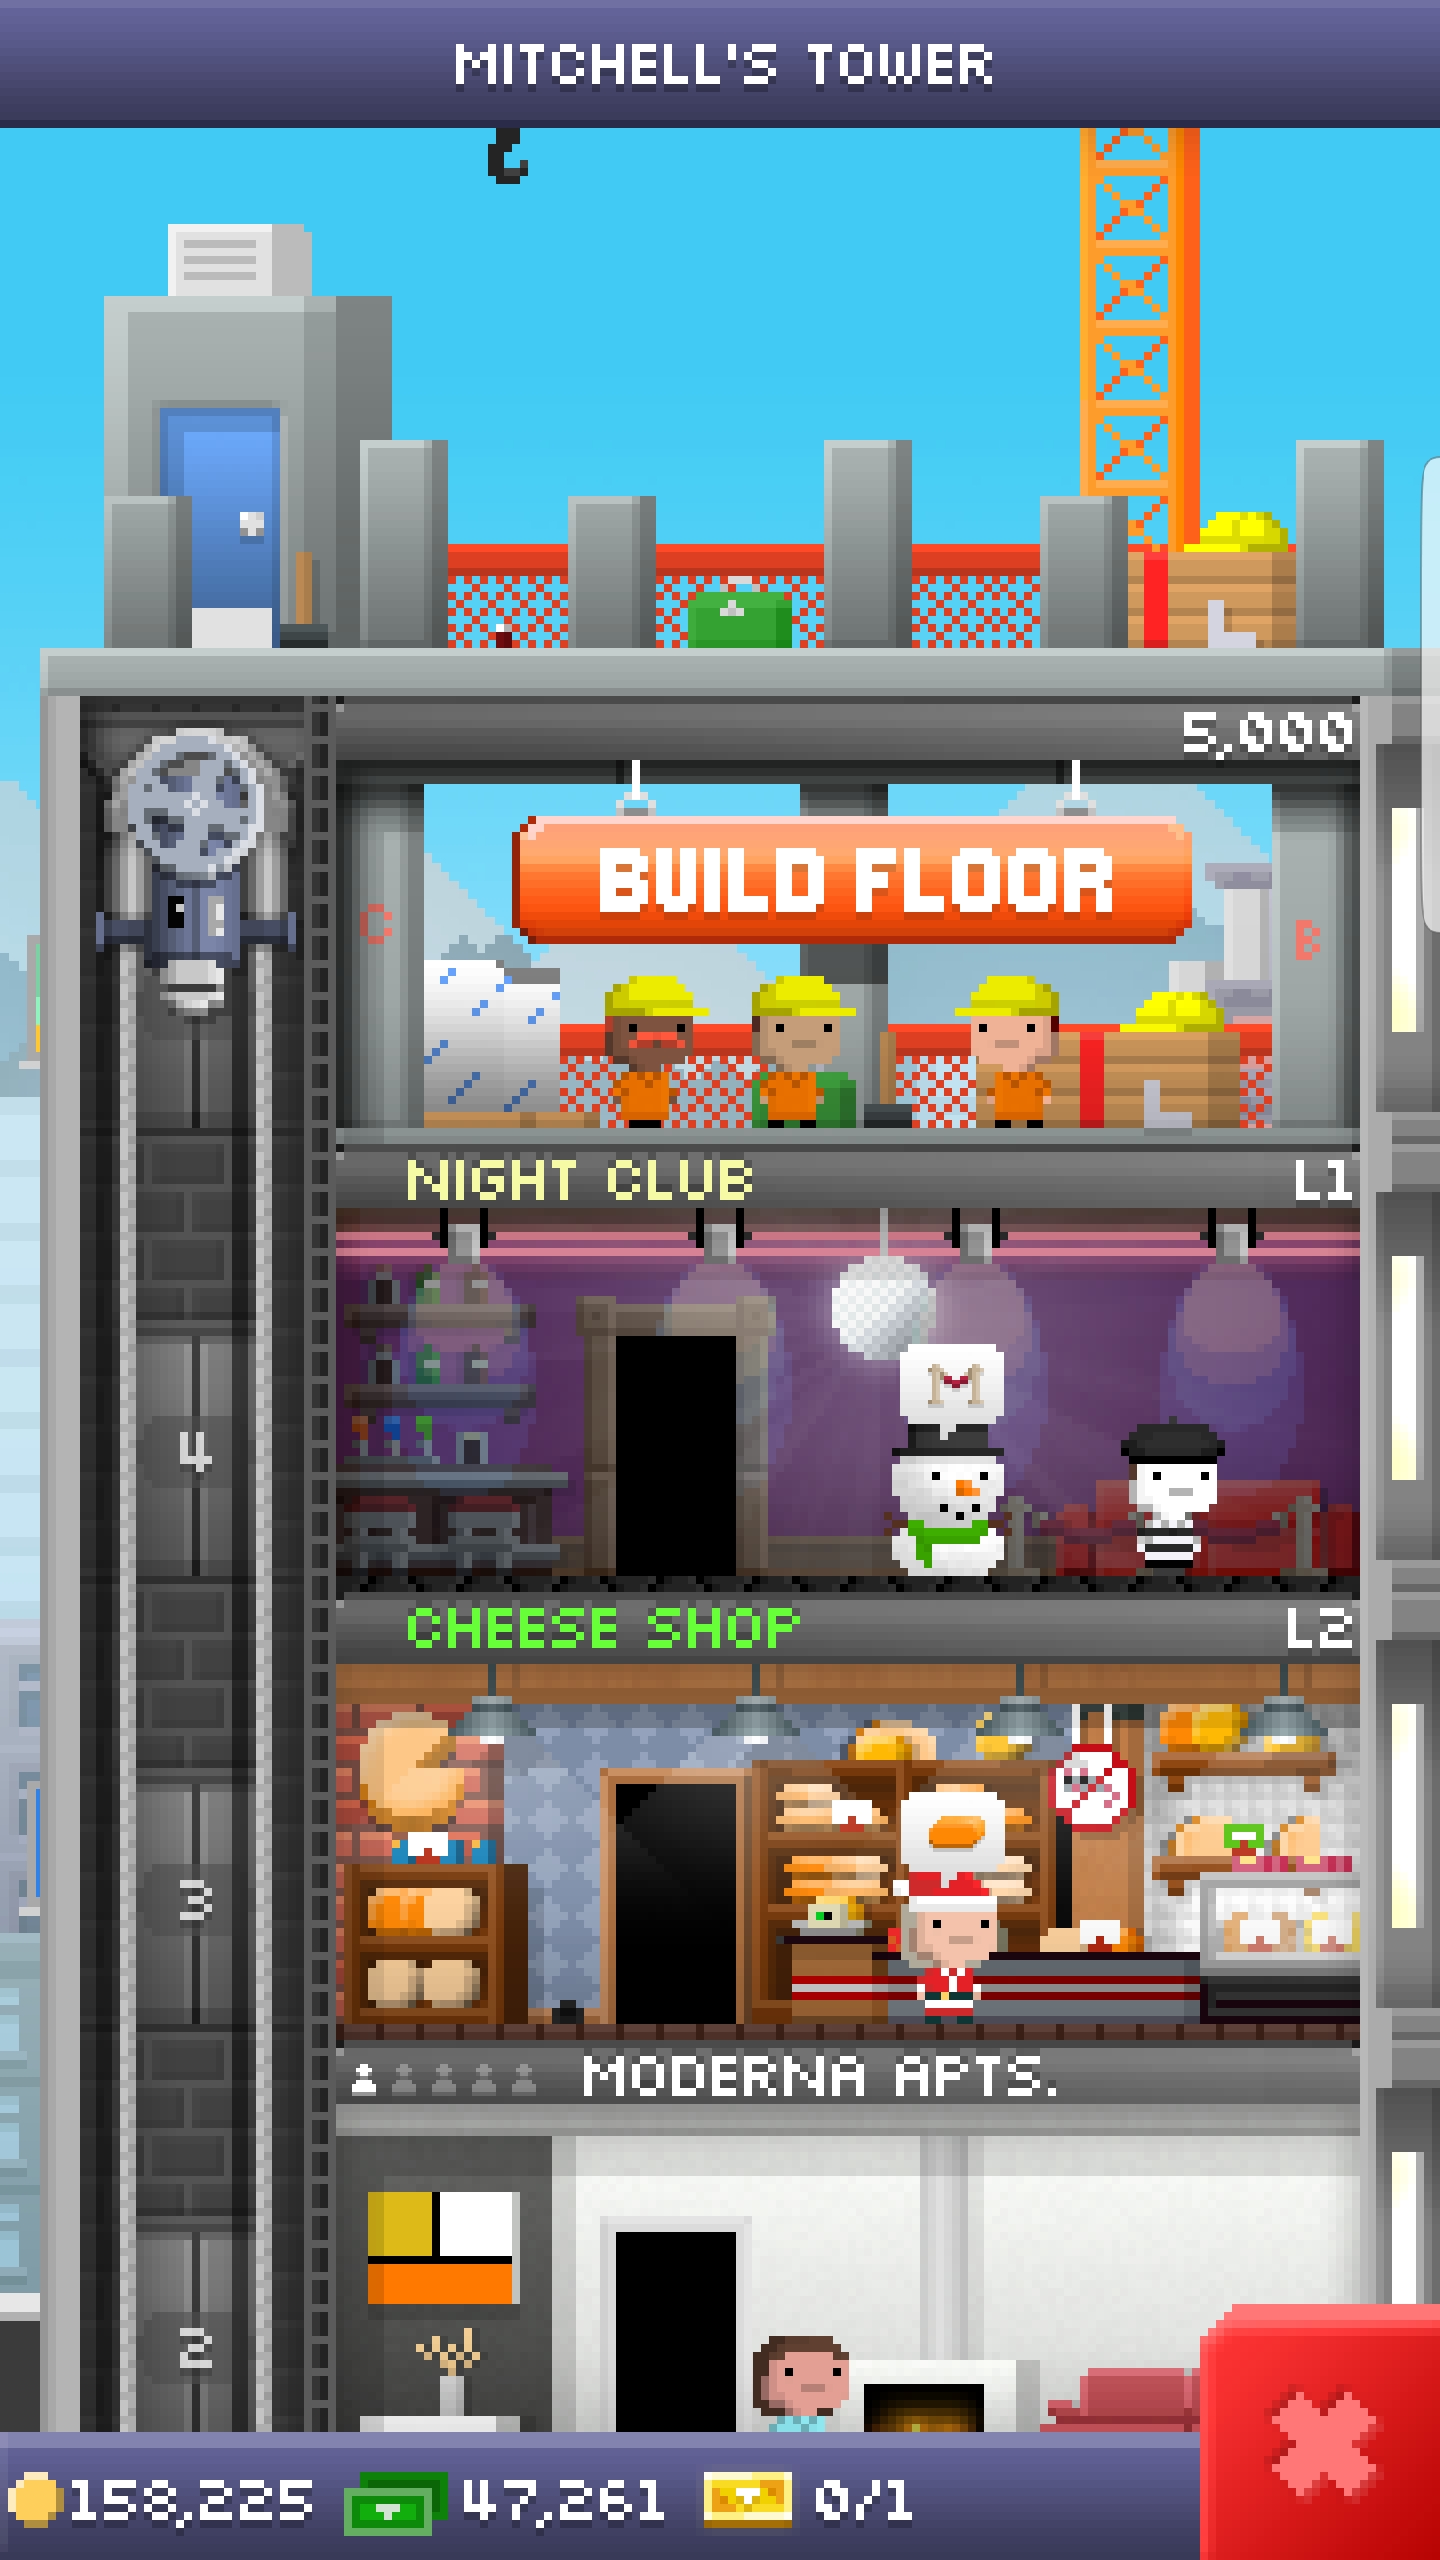 MITCHELL'S TOWER
5,000
BUILD FLOOR
C
B
NIGHT CLUB L1
4
CHEESE SHOP L2
3
MODERNA APTS.
2
158,225 47,261 0/1